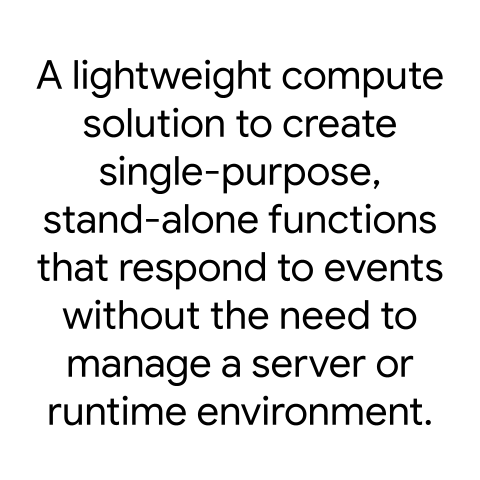 A lightweight compute
solution to create
single-purpose,
stand-alone functions
that respond to events
without the need to
manage a server or
runtime environment.